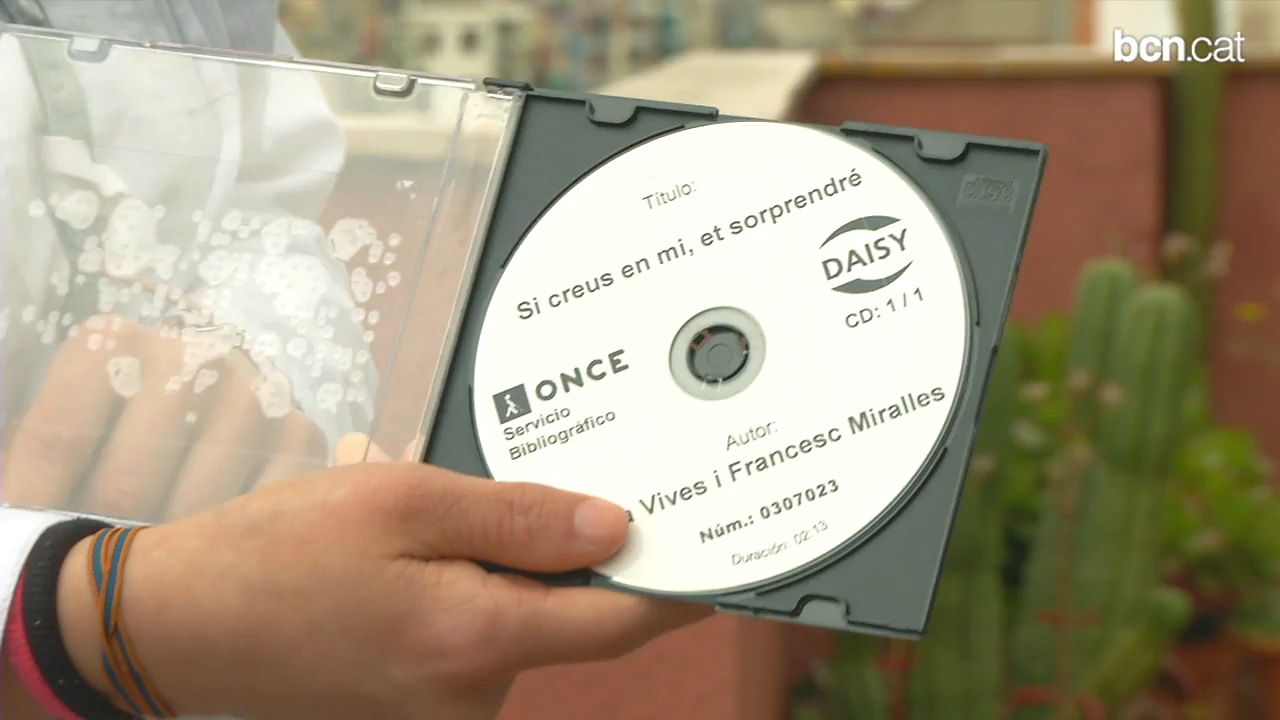 bcn.cat
Título:
Si creus en mi, et sorprendré
DAISY
CD: 1 / 1
ONCE
Servicio
Bibliográfico
Autor:
Vives i Francesc Miralles
Núm.: 0307023
Duración: 02:13